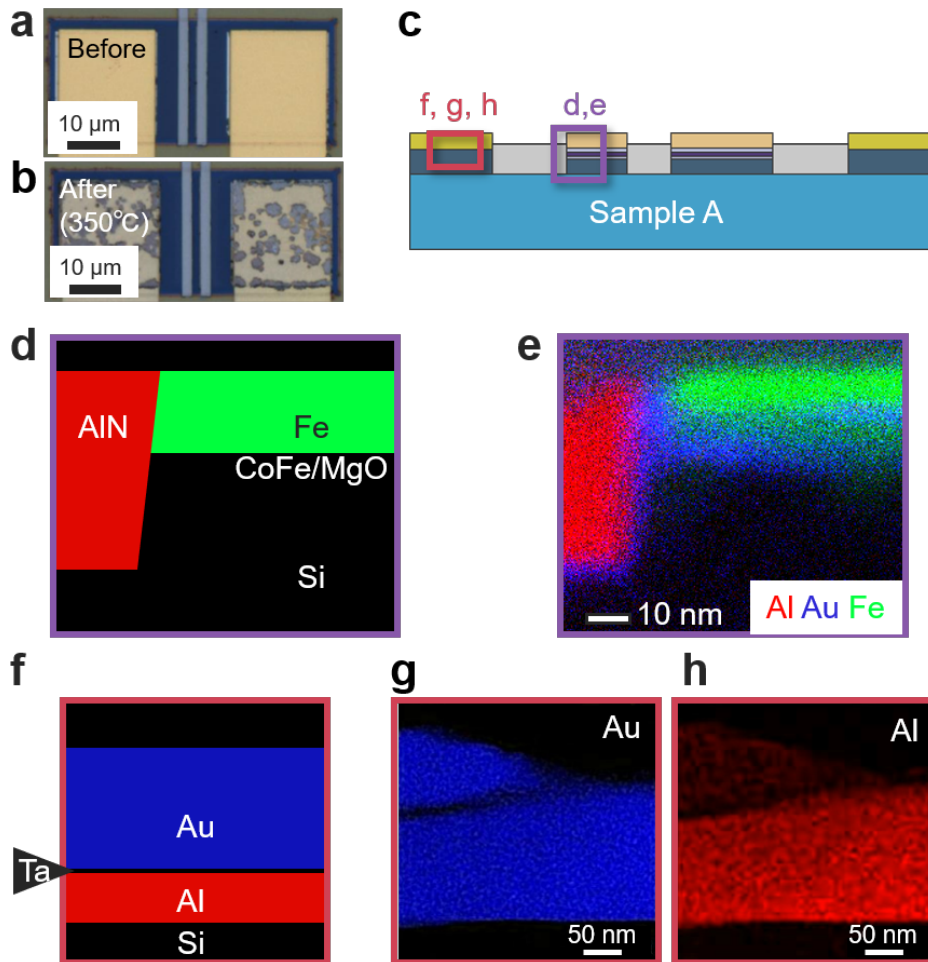 a
Before
10 μm
b
After
(350℃)
10 μm
c
f, g, h
d,e
Sample A
d
AlN
Fe
CoFe/MgO
Si
e
10 nm
Al Au Fe
f
Au
Ta
Al
Si
g
Au
50 nm
h
Al
50 nm